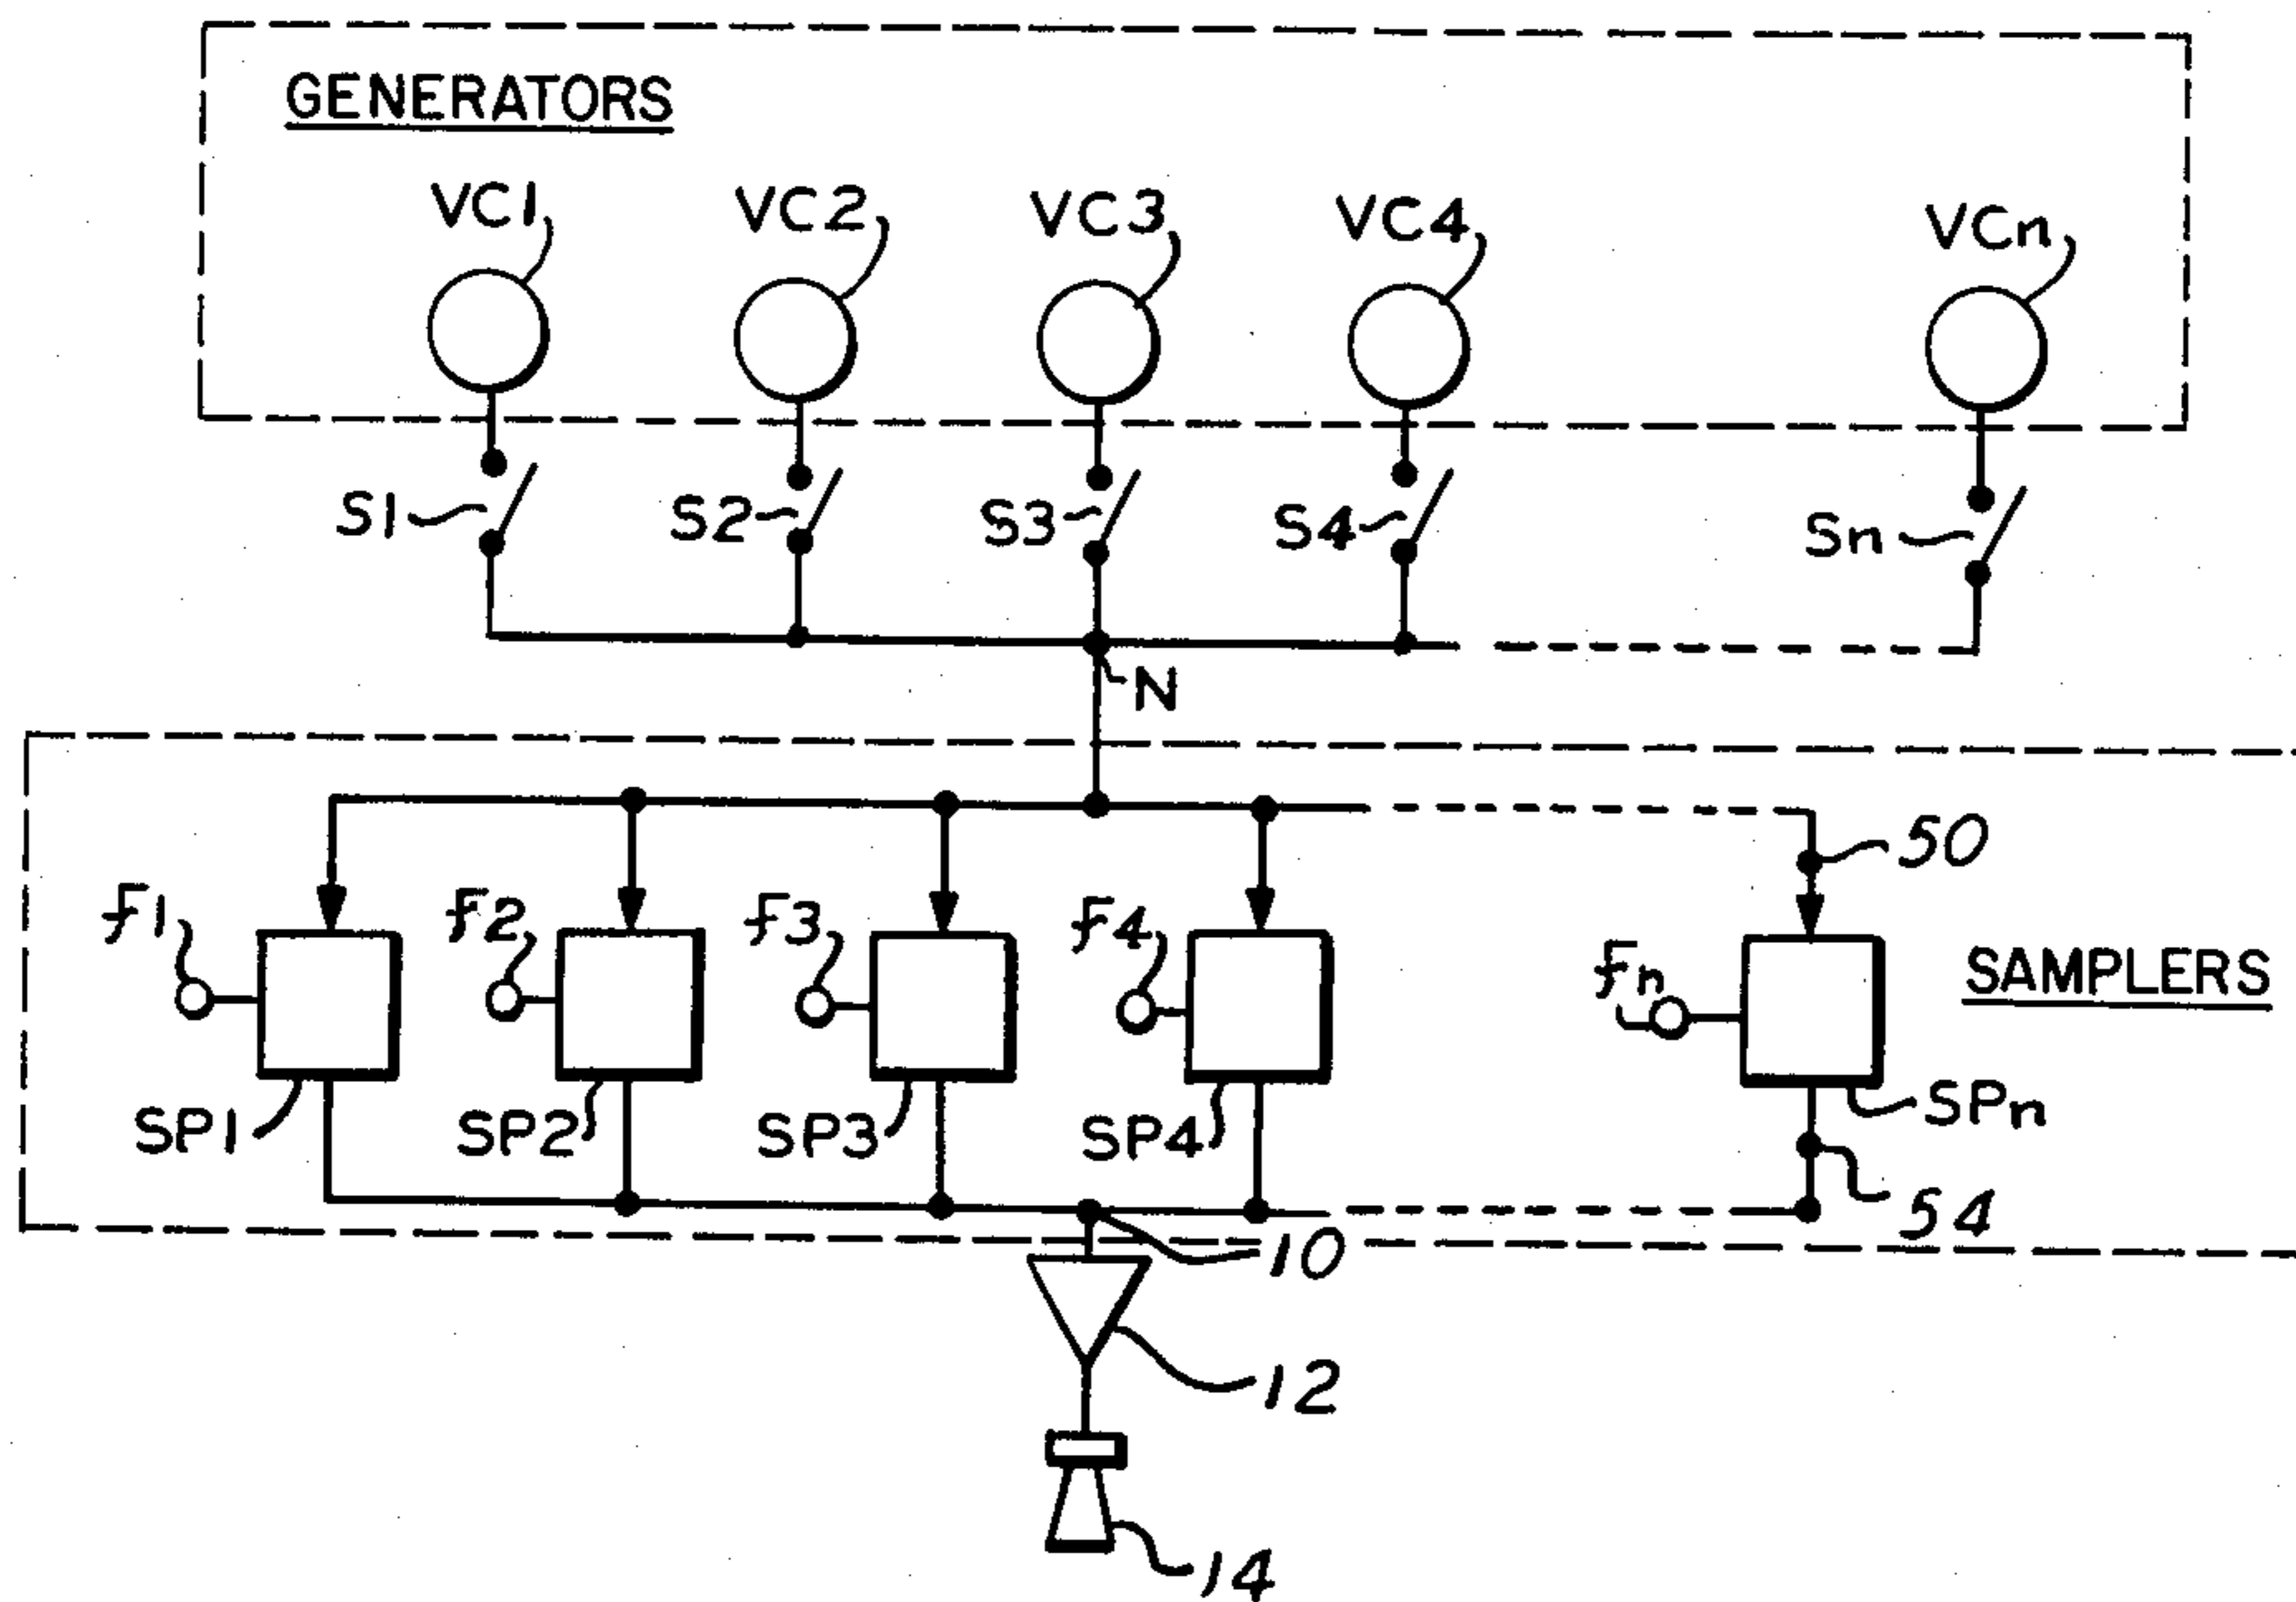 GENERATORS
VC1 VC2 VC3 VC4 VCn
S1 S2 S3 S4 Sn
N
50
f1 f2 f3 f4 fn SAMPLERS
SP1 SP2 SP3 SP4 SPn
54
10
12
14